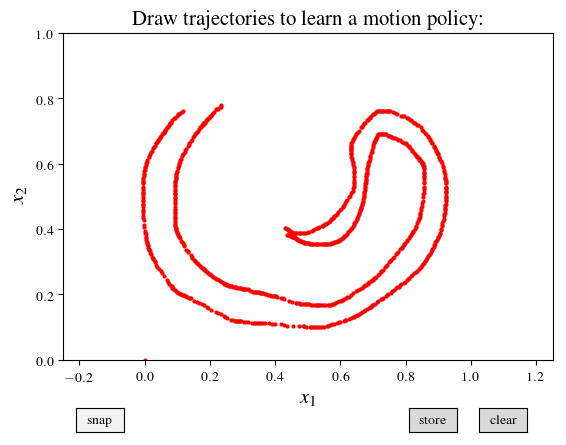 Draw trajectories to learn a motion policy:
1.0
0.8
0.6
0.4
0.2
0.0
x₂
−0.2 0.0 0.2 0.4 0.6 0.8 1.0 1.2
x₁
snap store clear